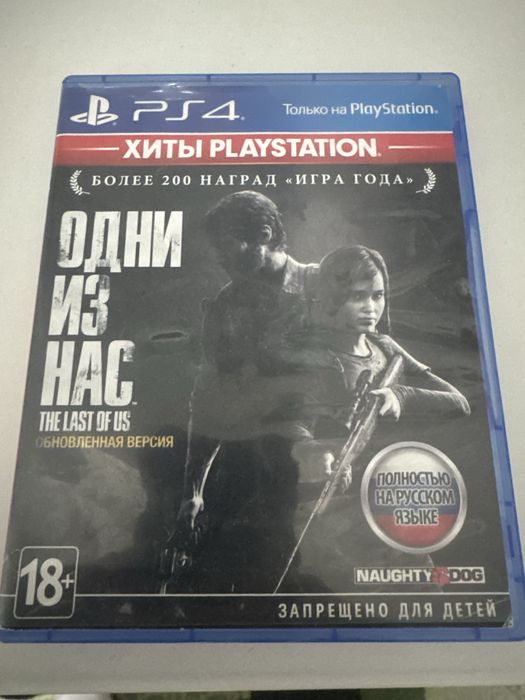 PS4
Только на PlayStation®
ХИТЫ PLAYSTATION®
БОЛЕЕ 200 НАГРАД «ИГРА ГОДА»
ОДНИ
ИЗ
НАС™
THE LAST OF US
ОБНОВЛЕННАЯ ВЕРСИЯ
ПОЛНОСТЬЮ
НА РУССКОМ
ЯЗЫКЕ
18+
NAUGHTY DOG
ЗАПРЕЩЕНО ДЛЯ ДЕТЕЙ